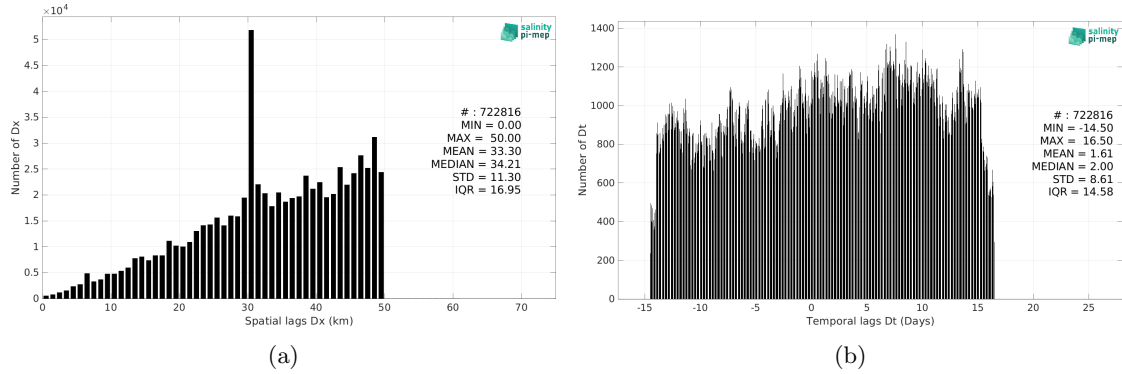 ×10⁴
5
4.5
4
3.5
3
2.5
2
1.5
1
0.5
0
Number of Dx
0 10 20 30 40 50 60 70
Spatial lags Dx (km)
salinity
pi-mep
# : 722816
MIN = 0.00
MAX = 50.00
MEAN = 33.30
MEDIAN = 34.21
STD = 11.30
IQR = 16.95
(a)
1400
1200
1000
800
600
400
200
0
Number of Dt
-15 -10 -5 0 5 10 15 20 25
Temporal lags Dt (Days)
salinity
pi-mep
# : 722816
MIN = -14.50
MAX = 16.50
MEAN = 1.61
MEDIAN = 2.00
STD = 8.61
IQR = 14.58
(b)